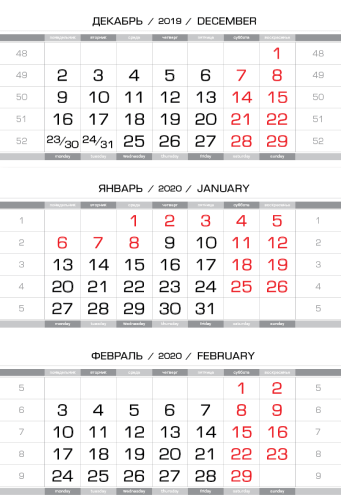 ДЕКАБРЬ / 2019 / DECEMBER
понедельник вторник среда четверг пятница суббота воскресенье
48 1 48
49 2 3 4 5 6 7 8 49
50 9 10 11 12 13 14 15 50
51 16 17 18 19 20 21 22 51
52 23/30 24/31 25 26 27 28 29 52
monday tuesday wednesday thursday friday saturday sunday
ЯНВАРЬ / 2020 / JANUARY
понедельник вторник среда четверг пятница суббота воскресенье
1 1 2 3 4 5 1
2 6 7 8 9 10 11 12 2
3 13 14 15 16 17 18 19 3
4 20 21 22 23 24 25 26 4
5 27 28 29 30 31 5
monday tuesday wednesday thursday friday saturday sunday
ФЕВРАЛЬ / 2020 / FEBRUARY
понедельник вторник среда четверг пятница суббота воскресенье
5 1 2 5
6 3 4 5 6 7 8 9 6
7 10 11 12 13 14 15 16 7
8 17 18 19 20 21 22 23 8
9 24 25 26 27 28 29 9
monday tuesday wednesday thursday friday saturday sunday